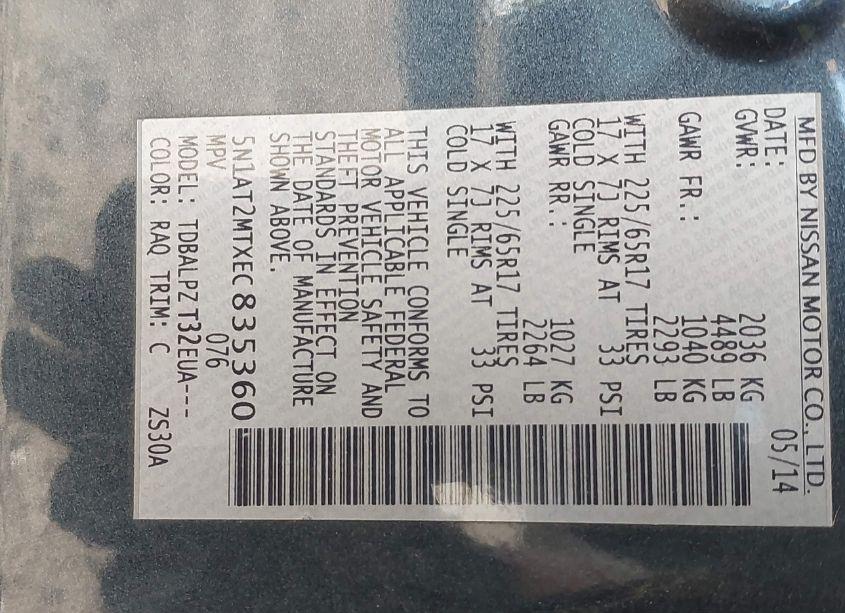 MFD BY NISSAN MOTOR CO., LTD.
DATE: 05/14
GVWR: 2036 KG
4489 LB
GAWR FR.: 1040 KG
2293 LB
WITH 225/65R17 TIRES
17 X 7J RIMS AT 33 PSI
COLD SINGLE
GAWR RR.: 1027 KG
2264 LB
WITH 225/65R17 TIRES
17 X 7J RIMS AT 33 PSI
COLD SINGLE
THIS VEHICLE CONFORMS TO
ALL APPLICABLE FEDERAL
MOTOR VEHICLE SAFETY AND
THEFT PREVENTION
STANDARDS IN EFFECT ON
THE DATE OF MANUFACTURE
SHOWN ABOVE.
5N1AT2MTXEC835360
MPV 076
MODEL: TDBALPZ T32EUA---
COLOR: RAQ TRIM: C ZS30A